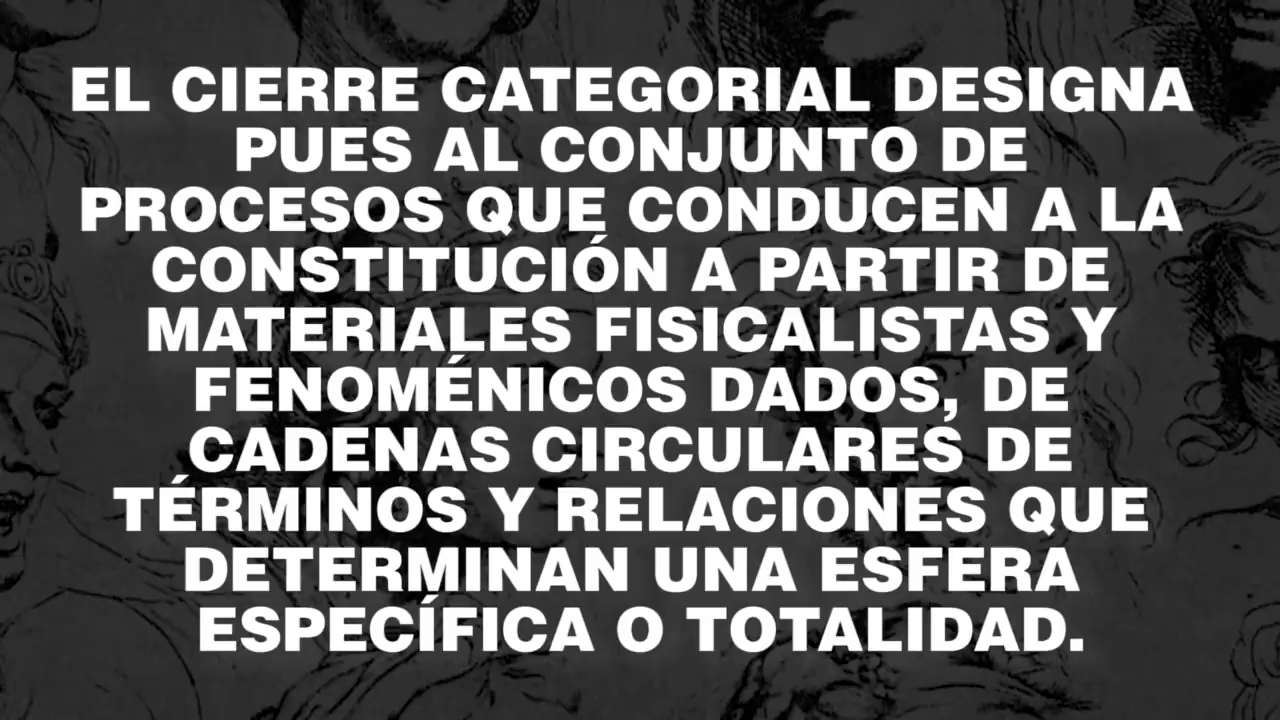 EL CIERRE CATEGORIAL DESIGNA
PUES AL CONJUNTO DE
PROCESOS QUE CONDUCEN A LA
CONSTITUCIÓN A PARTIR DE
MATERIALES FISICALISTAS Y
FENOMÉNICOS DADOS, DE
CADENAS CIRCULARES DE
TÉRMINOS Y RELACIONES QUE
DETERMINAN UNA ESFERA
ESPECÍFICA O TOTALIDAD.